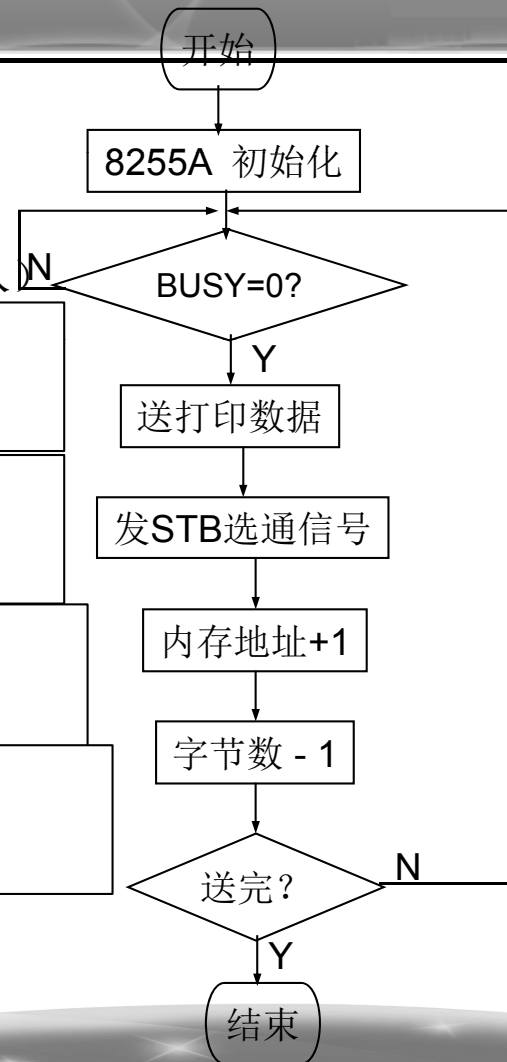 开始
8255A 初始化
N
BUSY=0?
Y
送打印数据
发STB选通信号
内存地址+1
字节数 - 1
送完?
N
Y
结束